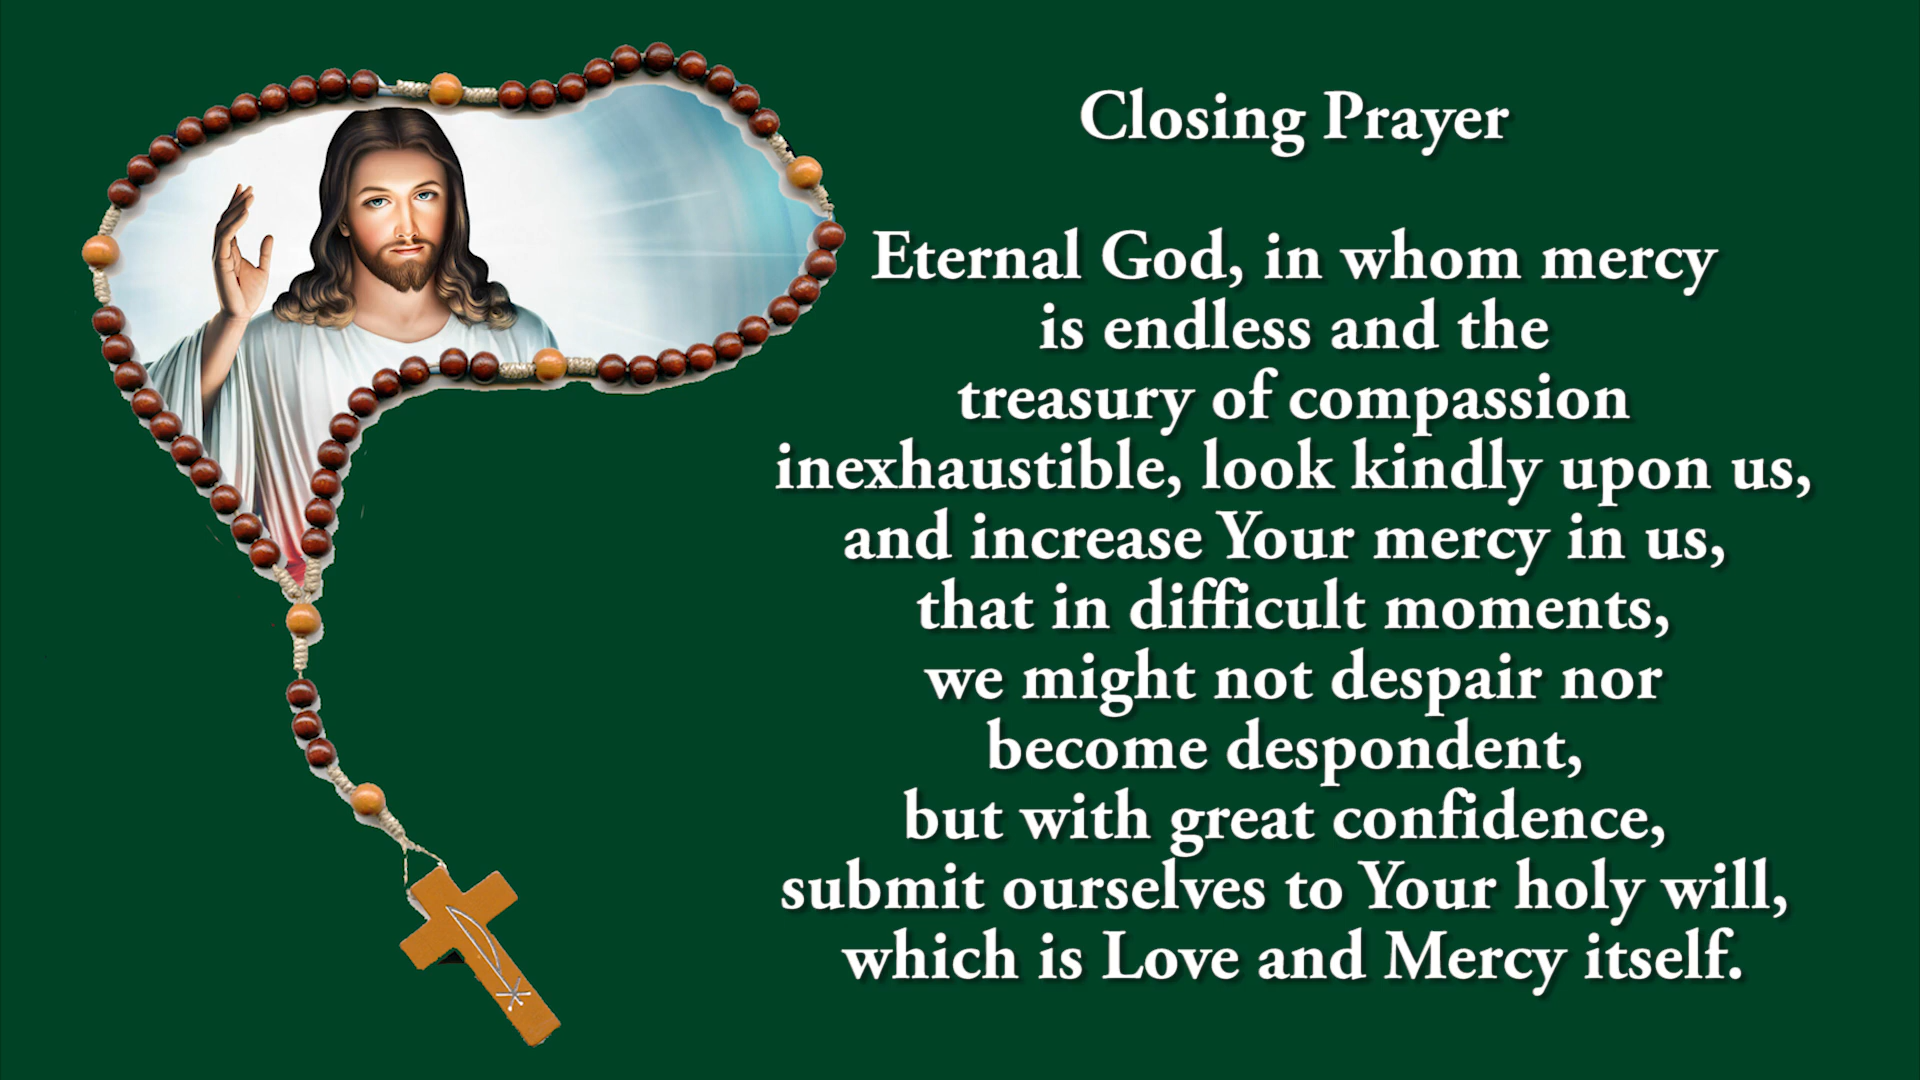 Closing Prayer
Eternal God, in whom mercy
is endless and the
treasury of compassion
inexhaustible, look kindly upon us,
and increase Your mercy in us,
that in difficult moments,
we might not despair nor
become despondent,
but with great confidence,
submit ourselves to Your holy will,
which is Love and Mercy itself.